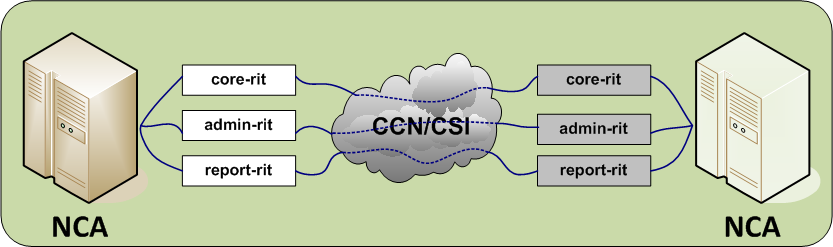 core-rit
core-rit
admin-rit
CCN/CSI
admin-rit
report-rit
report-rit
NCA
NCA